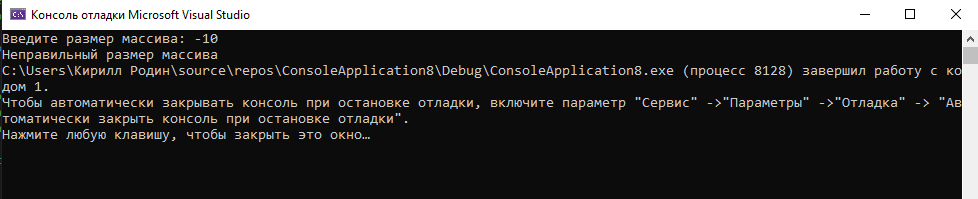 Консоль отладки Microsoft Visual Studio
Введите размер массива: -10
Неправильный размер массива
C:\Users\Кирилл Родин\source\repos\ConsoleApplication8\Debug\ConsoleApplication8.exe (процесс 8128) завершил работу с ко
дом 1.
Чтобы автоматически закрывать консоль при остановке отладки, включите параметр "Сервис" ->"Параметры" ->"Отладка" -> "Ав
томатически закрыть консоль при остановке отладки".
Нажмите любую клавишу, чтобы закрыть это окно…